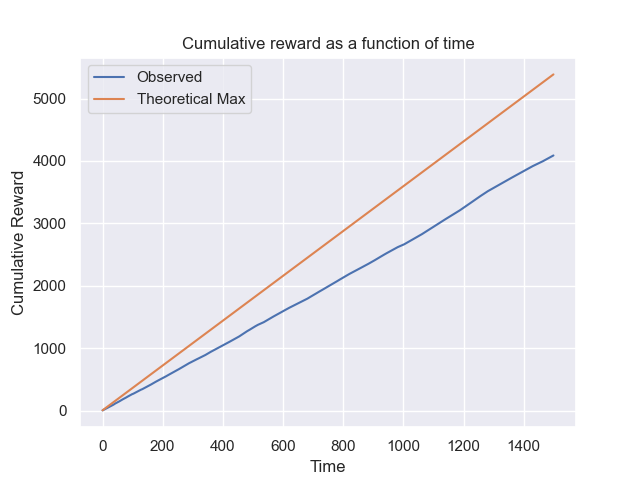 Cumulative reward as a function of time
Observed
Theoretical Max
5000
4000
3000
2000
1000
0
Cumulative Reward
0 200 400 600 800 1000 1200 1400
Time